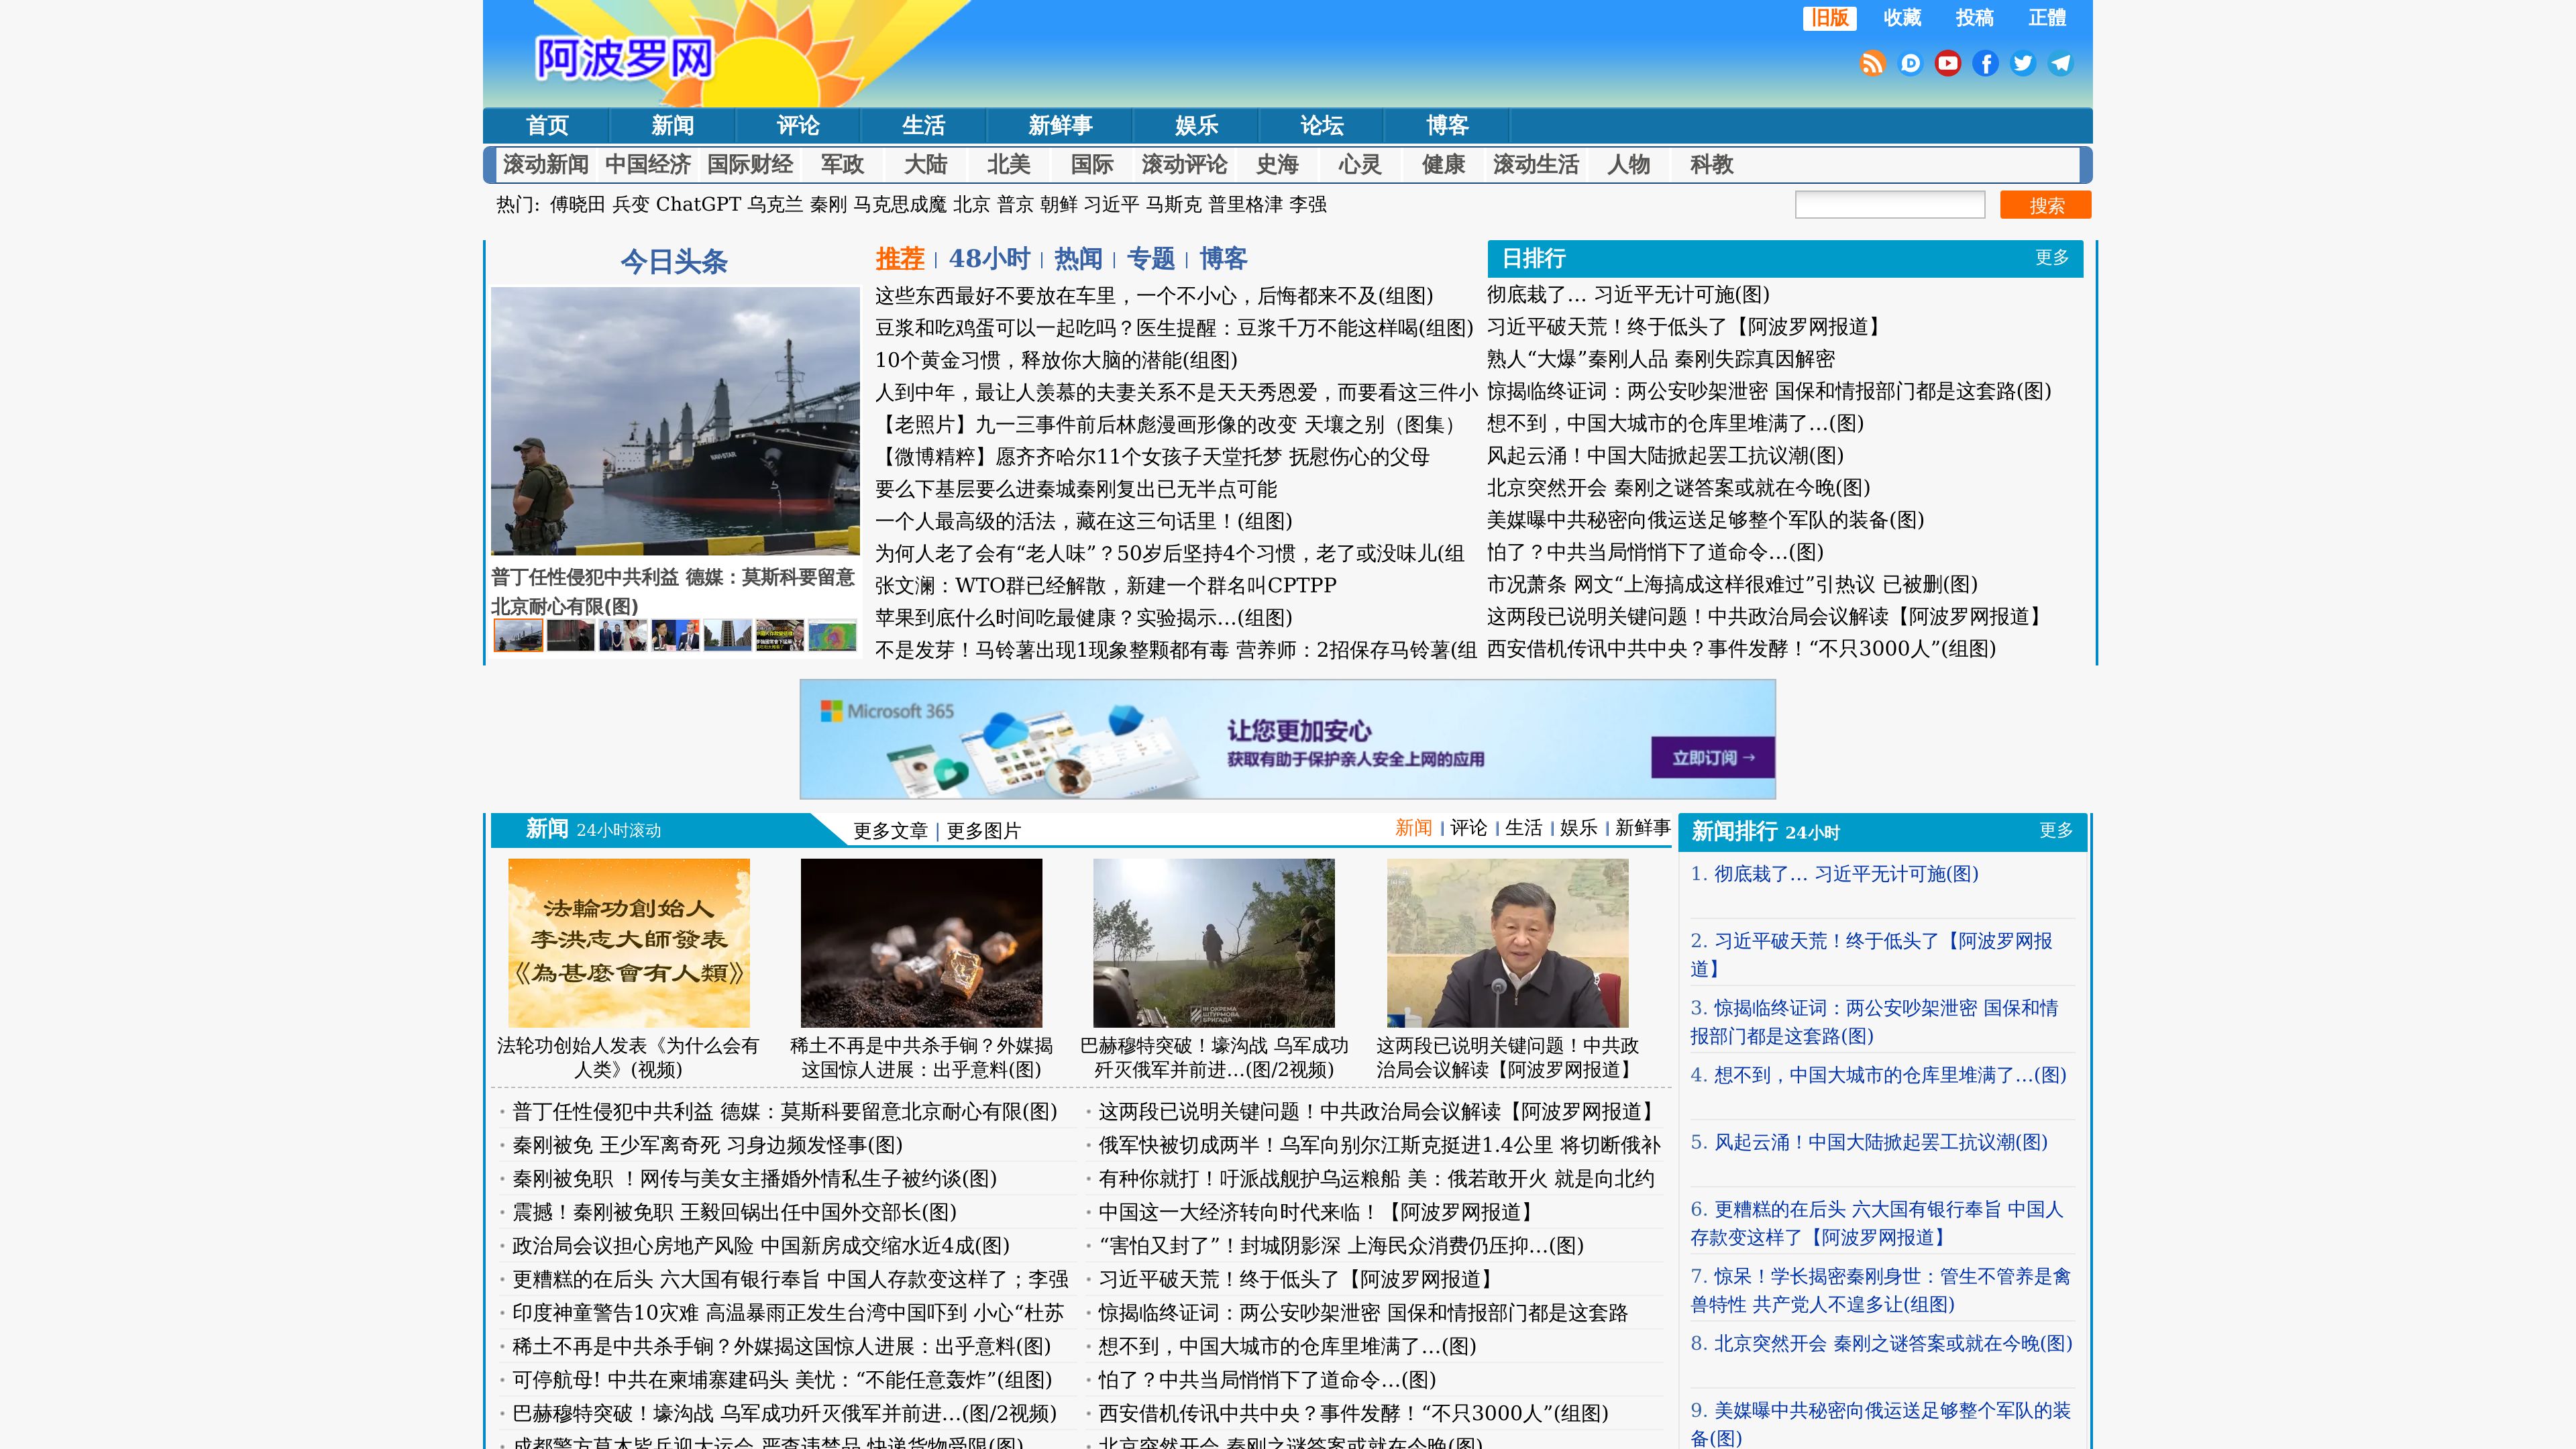 阿波罗网
旧版 收藏 投稿 正體
首页 新闻 评论 生活 新鲜事 娱乐 论坛 博客
滚动新闻 中国经济 国际财经 军政 大陆 北美 国际 滚动评论 史海 心灵 健康 滚动生活 人物 科教
热门: 傅晓田 兵变 ChatGPT 乌克兰 秦刚 马克思成魔 北京 普京 朝鲜 习近平 马斯克 普里格津 李强
搜索
今日头条
NAVI-STAR
普丁任性侵犯中共利益 德媒：莫斯科要留意
北京耐心有限(图)
推荐 48小时 热闻 专题 博客
这些东西最好不要放在车里，一个不小心，后悔都来不及(组图)
豆浆和吃鸡蛋可以一起吃吗？医生提醒：豆浆千万不能这样喝(组图)
10个黄金习惯，释放你大脑的潜能(组图)
人到中年，最让人羡慕的夫妻关系不是天天秀恩爱，而要看这三件小
【老照片】九一三事件前后林彪漫画形像的改变 天壤之别（图集）
【微博精粹】愿齐齐哈尔11个女孩子天堂托梦 抚慰伤心的父母
要么下基层要么进秦城秦刚复出已无半点可能
一个人最高级的活法，藏在这三句话里！(组图)
为何人老了会有“老人味”？50岁后坚持4个习惯，老了或没味儿(组
张文澜：WTO群已经解散，新建一个群名叫CPTPP
苹果到底什么时间吃最健康？实验揭示…(组图)
不是发芽！马铃薯出现1现象整颗都有毒 营养师：2招保存马铃薯(组
日排行 更多
彻底栽了… 习近平无计可施(图)
习近平破天荒！终于低头了【阿波罗网报道】
熟人“大爆”秦刚人品 秦刚失踪真因解密
惊揭临终证词：两公安吵架泄密 国保和情报部门都是这套路(图)
想不到，中国大城市的仓库里堆满了…(图)
风起云涌！中国大陆掀起罢工抗议潮(图)
北京突然开会 秦刚之谜答案或就在今晚(图)
美媒曝中共秘密向俄运送足够整个军队的装备(图)
怕了？中共当局悄悄下了道命令…(图)
市况萧条 网文“上海搞成这样很难过”引热议 已被删(图)
这两段已说明关键问题！中共政治局会议解读【阿波罗网报道】
西安借机传讯中共中央？事件发酵！“不只3000人”(组图)
Microsoft 365
让您更加安心
获取有助于保护亲人安全上网的应用
立即订阅 →
新闻 24小时滚动 更多文章 | 更多图片 新闻 评论 生活 娱乐 新鲜事
法輪功創始人
李洪志大師發表
《為甚麼會有人類》
法轮功创始人发表《为什么会有
人类》(视频)
稀土不再是中共杀手锏？外媒揭
这国惊人进展：出乎意料(图)
III ОКРЕМА
ШТУРМОВА
БРИГАДА
巴赫穆特突破！壕沟战 乌军成功
歼灭俄军并前进…(图/2视频)
这两段已说明关键问题！中共政
治局会议解读【阿波罗网报道】
· 普丁任性侵犯中共利益 德媒：莫斯科要留意北京耐心有限(图)
· 秦刚被免 王少军离奇死 习身边频发怪事(图)
· 秦刚被免职 ！网传与美女主播婚外情私生子被约谈(图)
· 震撼！秦刚被免职 王毅回锅出任中国外交部长(图)
· 政治局会议担心房地产风险 中国新房成交缩水近4成(图)
· 更糟糕的在后头 六大国有银行奉旨 中国人存款变这样了；李强
· 印度神童警告10灾难 高温暴雨正发生台湾中国吓到 小心“杜苏
· 稀土不再是中共杀手锏？外媒揭这国惊人进展：出乎意料(图)
· 可停航母! 中共在柬埔寨建码头 美忧：“不能任意轰炸”(组图)
· 巴赫穆特突破！壕沟战 乌军成功歼灭俄军并前进…(图/2视频)
· 成都警方草木皆兵迎大运会 严查违禁品 快递货物受限(图)
· 这两段已说明关键问题！中共政治局会议解读【阿波罗网报道】
· 俄军快被切成两半！乌军向别尔江斯克挺进1.4公里 将切断俄补
· 有种你就打！吁派战舰护乌运粮船 美：俄若敢开火 就是向北约
· 中国这一大经济转向时代来临！【阿波罗网报道】
· “害怕又封了”！封城阴影深 上海民众消费仍压抑…(图)
· 习近平破天荒！终于低头了【阿波罗网报道】
· 惊揭临终证词：两公安吵架泄密 国保和情报部门都是这套路
· 想不到，中国大城市的仓库里堆满了…(图)
· 怕了？中共当局悄悄下了道命令…(图)
· 西安借机传讯中共中央？事件发酵！“不只3000人”(组图)
· 北京突然开会 秦刚之谜答案或就在今晚(图)
新闻排行 24小时 更多
1. 彻底栽了… 习近平无计可施(图)
2. 习近平破天荒！终于低头了【阿波罗网报
道】
3. 惊揭临终证词：两公安吵架泄密 国保和情
报部门都是这套路(图)
4. 想不到，中国大城市的仓库里堆满了…(图)
5. 风起云涌！中国大陆掀起罢工抗议潮(图)
6. 更糟糕的在后头 六大国有银行奉旨 中国人
存款变这样了【阿波罗网报道】
7. 惊呆！学长揭密秦刚身世：管生不管养是禽
兽特性 共产党人不遑多让(组图)
8. 北京突然开会 秦刚之谜答案或就在今晚(图)
9. 美媒曝中共秘密向俄运送足够整个军队的装
备(图)